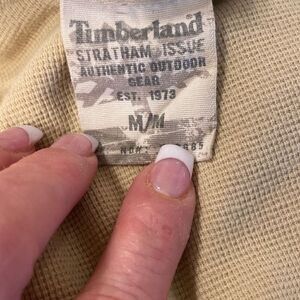 Timberland
STRATHAM ISSUE
AUTHENTIC OUTDOOR
GEAR
EST. 1973
M/M